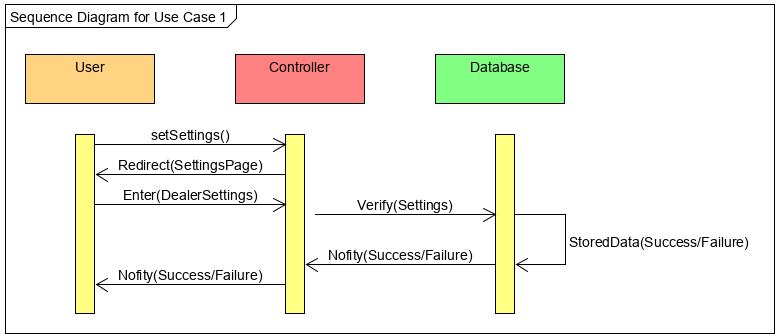 Sequence Diagram for Use Case 1
User
Controller
Database
setSettings()
Redirect(SettingsPage)
Enter(DealerSettings)
Verify(Settings)
StoredData(Success/Failure)
Nofity(Success/Failure)
Nofity(Success/Failure)